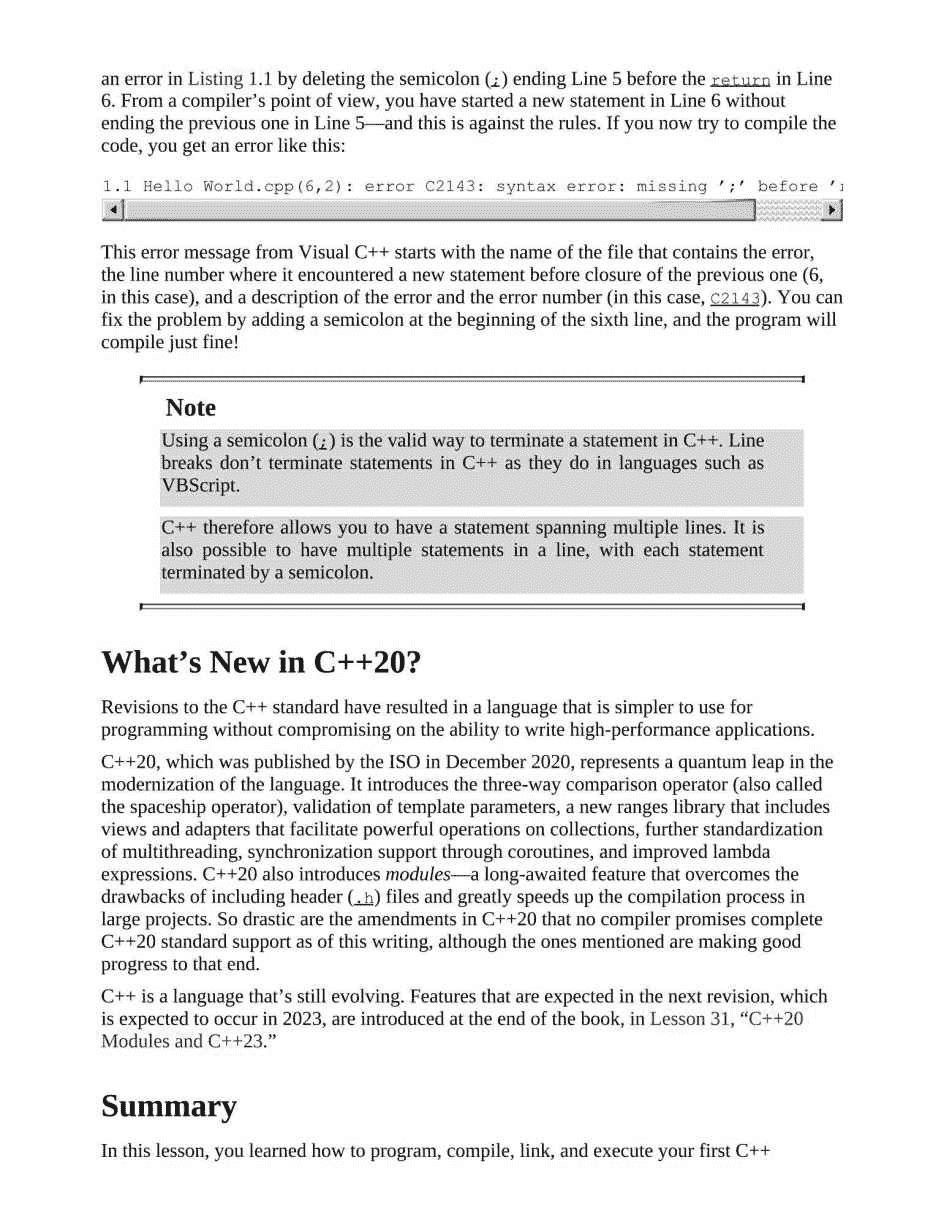 an error in Listing 1.1 by deleting the semicolon (;) ending Line 5 before the return in Line
6. From a compiler’s point of view, you have started a new statement in Line 6 without
ending the previous one in Line 5—and this is against the rules. If you now try to compile the
code, you get an error like this:
1.1 Hello World.cpp(6,2): error C2143: syntax error: missing ’;’ before ’
This error message from Visual C++ starts with the name of the file that contains the error,
the line number where it encountered a new statement before closure of the previous one (6,
in this case), and a description of the error and the error number (in this case, C2143). You can
fix the problem by adding a semicolon at the beginning of the sixth line, and the program will
compile just fine!
Note
Using a semicolon (;) is the valid way to terminate a statement in C++. Line
breaks don’t terminate statements in C++ as they do in languages such as
VBScript.
C++ therefore allows you to have a statement spanning multiple lines. It is
also possible to have multiple statements in a line, with each statement
terminated by a semicolon.
What’s New in C++20?
Revisions to the C++ standard have resulted in a language that is simpler to use for
programming without compromising on the ability to write high-performance applications.
C++20, which was published by the ISO in December 2020, represents a quantum leap in the
modernization of the language. It introduces the three-way comparison operator (also called
the spaceship operator), validation of template parameters, a new ranges library that includes
views and adapters that facilitate powerful operations on collections, further standardization
of multithreading, synchronization support through coroutines, and improved lambda
expressions. C++20 also introduces modules—a long-awaited feature that overcomes the
drawbacks of including header (.h) files and greatly speeds up the compilation process in
large projects. So drastic are the amendments in C++20 that no compiler promises complete
C++20 standard support as of this writing, although the ones mentioned are making good
progress to that end.
C++ is a language that’s still evolving. Features that are expected in the next revision, which
is expected to occur in 2023, are introduced at the end of the book, in Lesson 31, “C++20
Modules and C++23.”
Summary
In this lesson, you learned how to program, compile, link, and execute your first C++